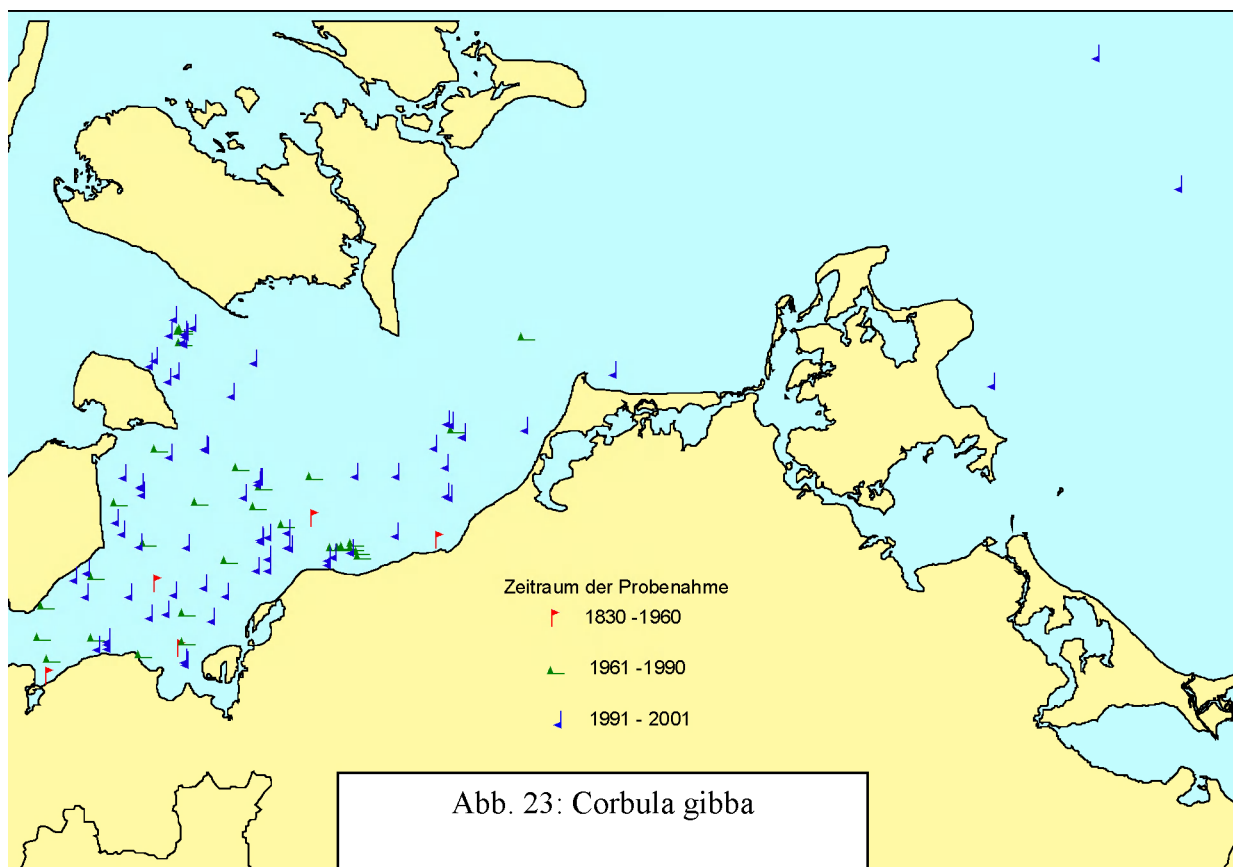 Zeitraum der Probenahme
1830 -1960
1961 -1990
1991 - 2001
Abb. 23: Corbula gibba